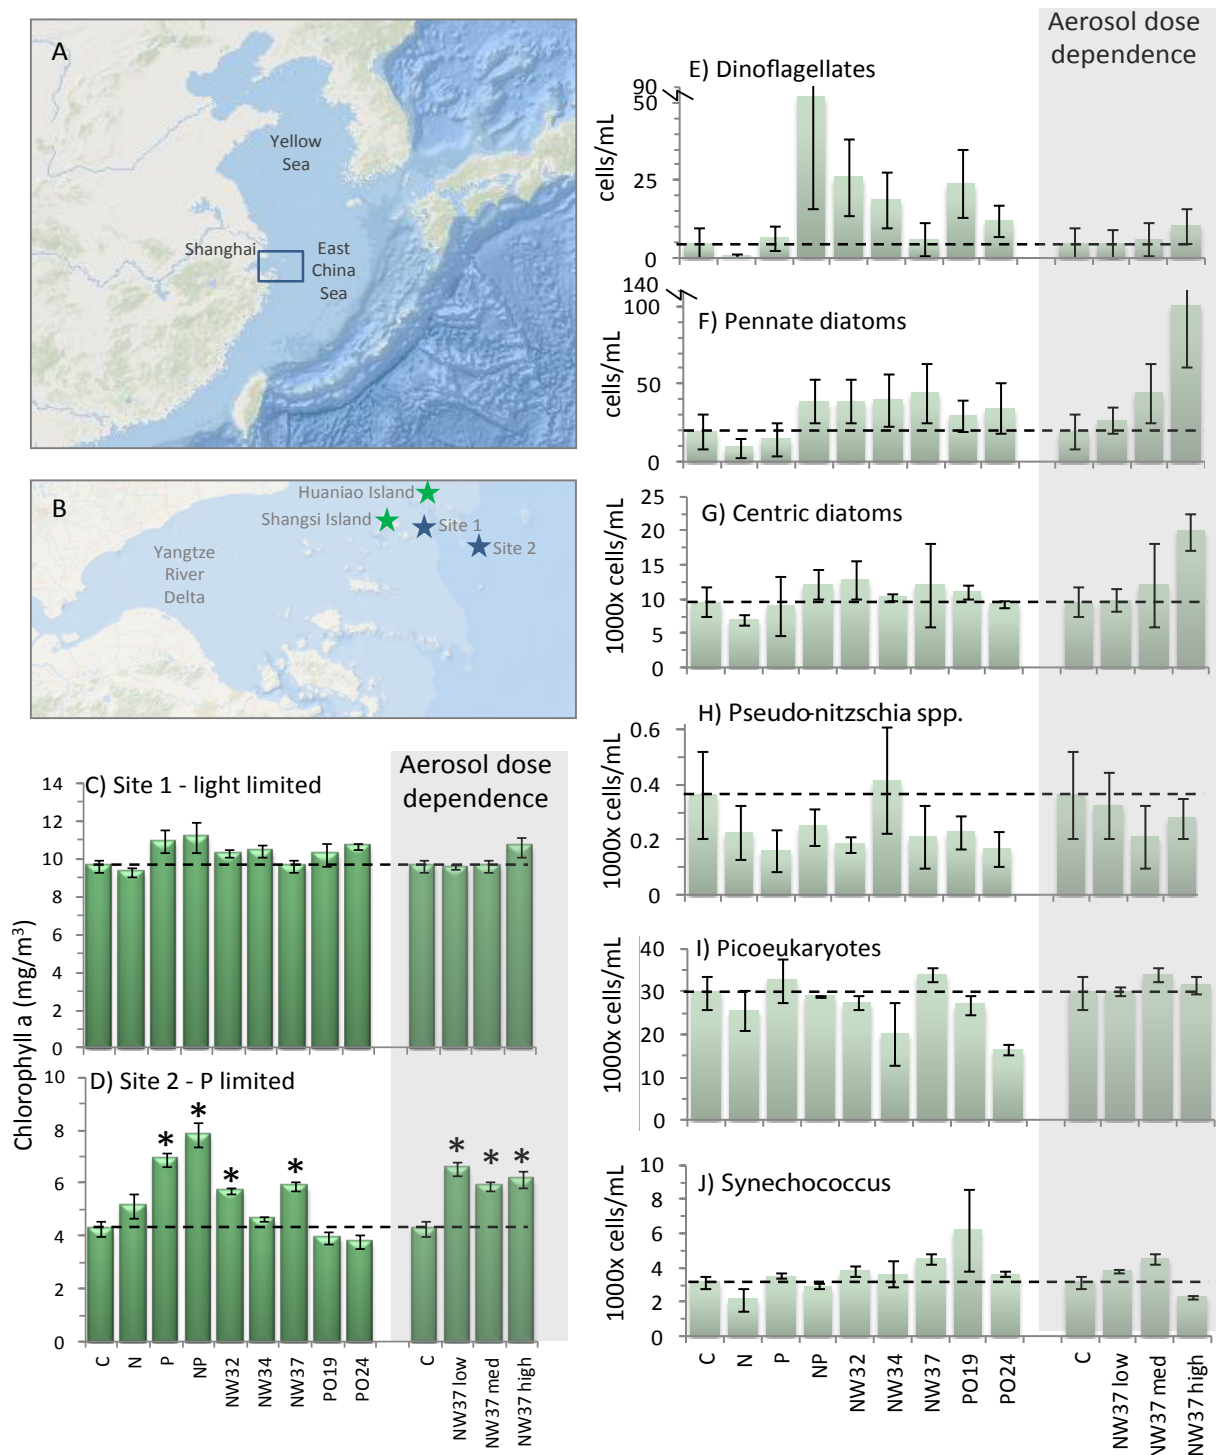 A
Yellow
Sea
Shanghai
East
China
Sea
B
Huaniao Island
Shangsi Island
Site 1
Site 2
Yangtze
River
Delta
Aerosol dose
dependence
C) Site 1 - light limited
14
12
10
8
6
4
2
0
D) Site 2 - P limited
10
8
6
4
2
0
* * * *
* * *
Chlorophyll a (mg/m³)
C
N
P
NP
NW32
NW34
NW37
PO19
PO24
C
NW37 low
NW37 med
NW37 high
Aerosol dose
dependence
E) Dinoflagellates
90
50
25
0
cells/mL
F) Pennate diatoms
140
100
50
0
cells/mL
G) Centric diatoms
25
20
15
10
5
0
1000x cells/mL
H) Pseudo-nitzschia spp.
0.6
0.4
0.2
0
1000x cells/mL
I) Picoeukaryotes
40
30
20
10
0
1000x cells/mL
J) Synechococcus
10
8
6
4
2
0
1000x cells/mL
C
N
P
NP
NW32
NW34
NW37
PO19
PO24
C
NW37 low
NW37 med
NW37 high